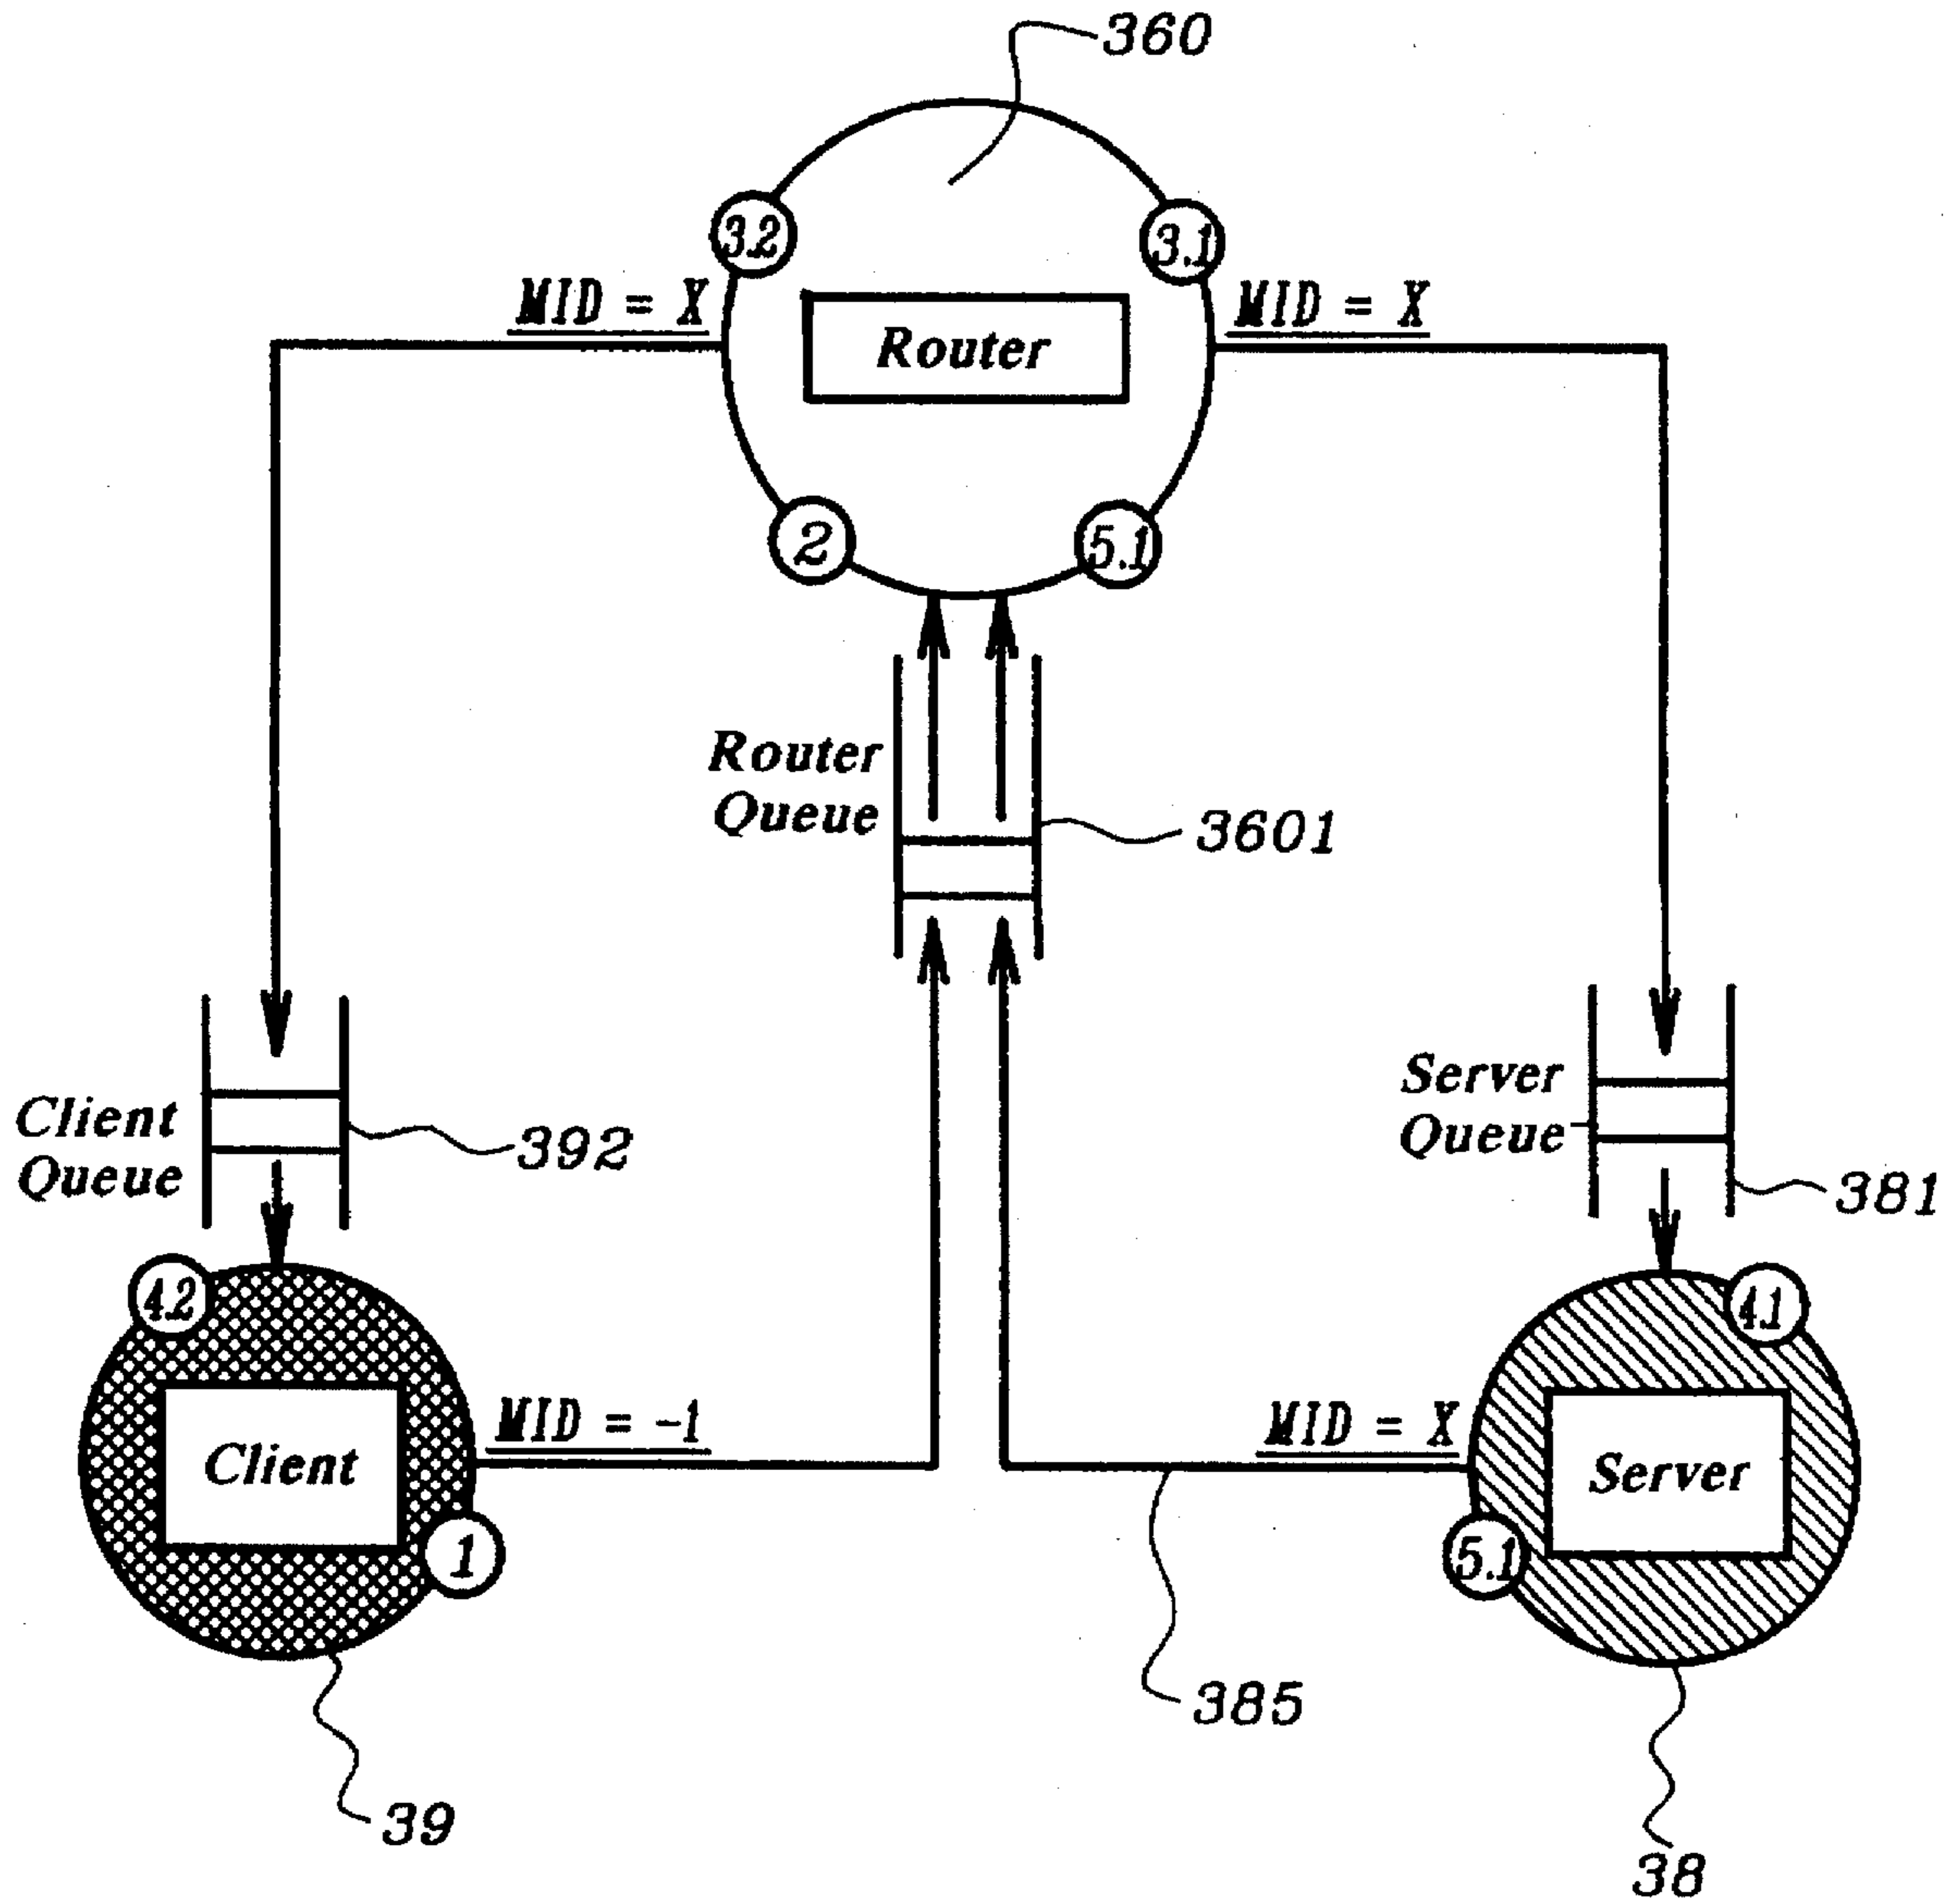 360
3.2
3.1
MID = X
MID = X
Router
2
5.1
Router
Queue
3601
Client
Queue
392
Server
Queue
381
4.2
4.1
MID = -1
MID = X
Client
Server
1
5.1
385
39
38